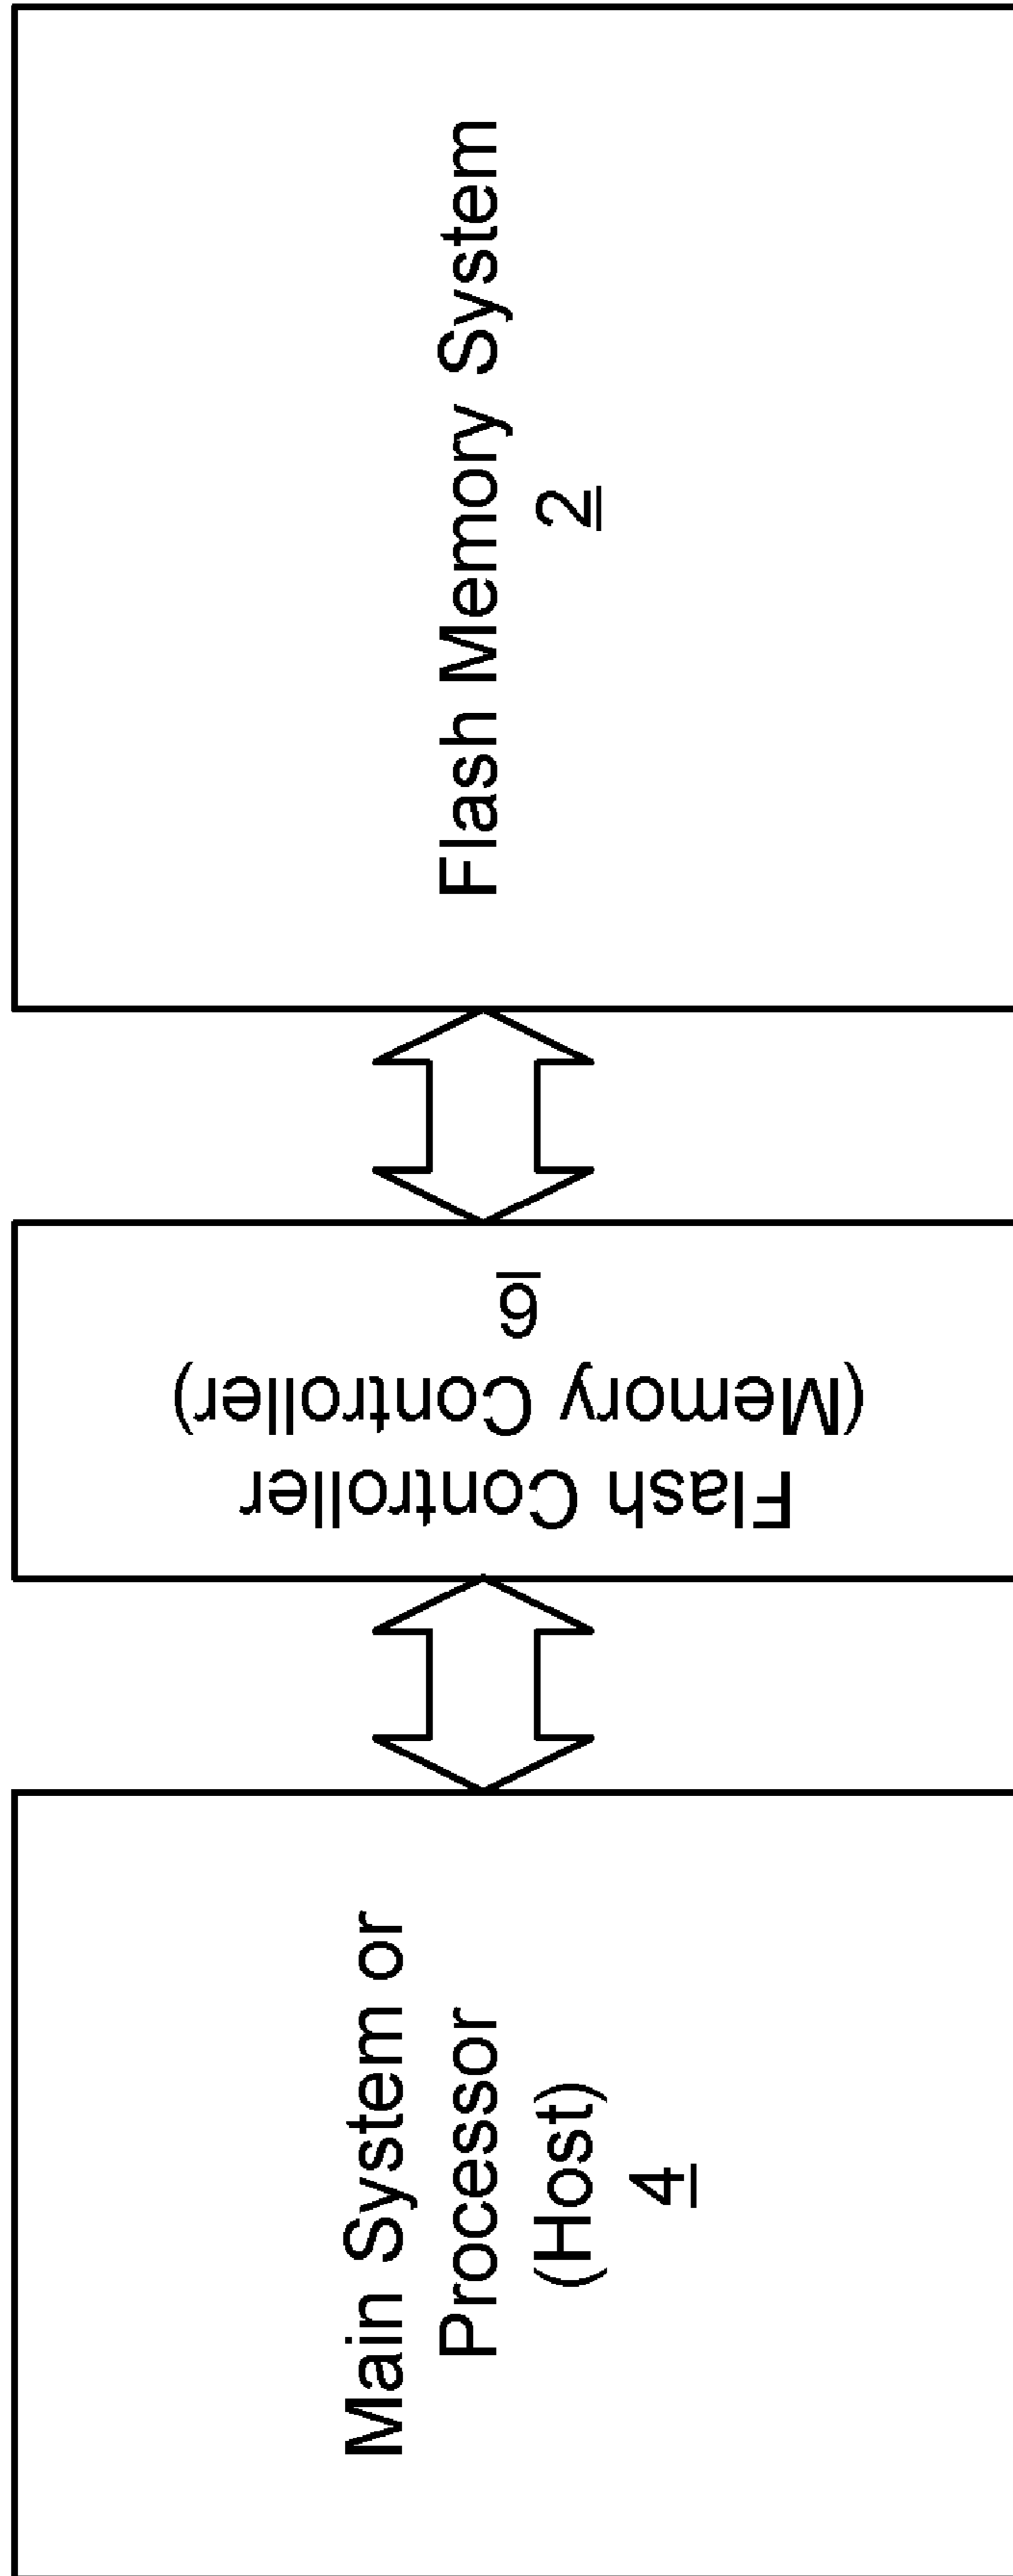 Main System or
Processor
(Host)
4
Flash Controller
(Memory Controller)
6
Flash Memory System
2